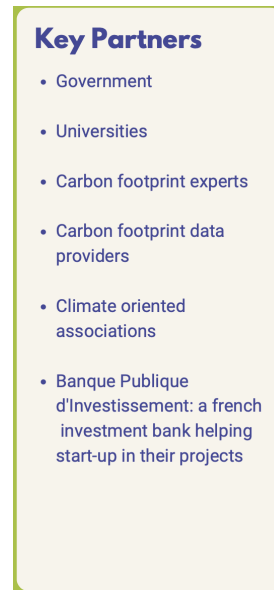 Key Partners
• Government
• Universities
• Carbon footprint experts
• Carbon footprint data
providers
• Climate oriented
associations
• Banque Publique
d'Investissement: a french
investment bank helping
start-up in their projects